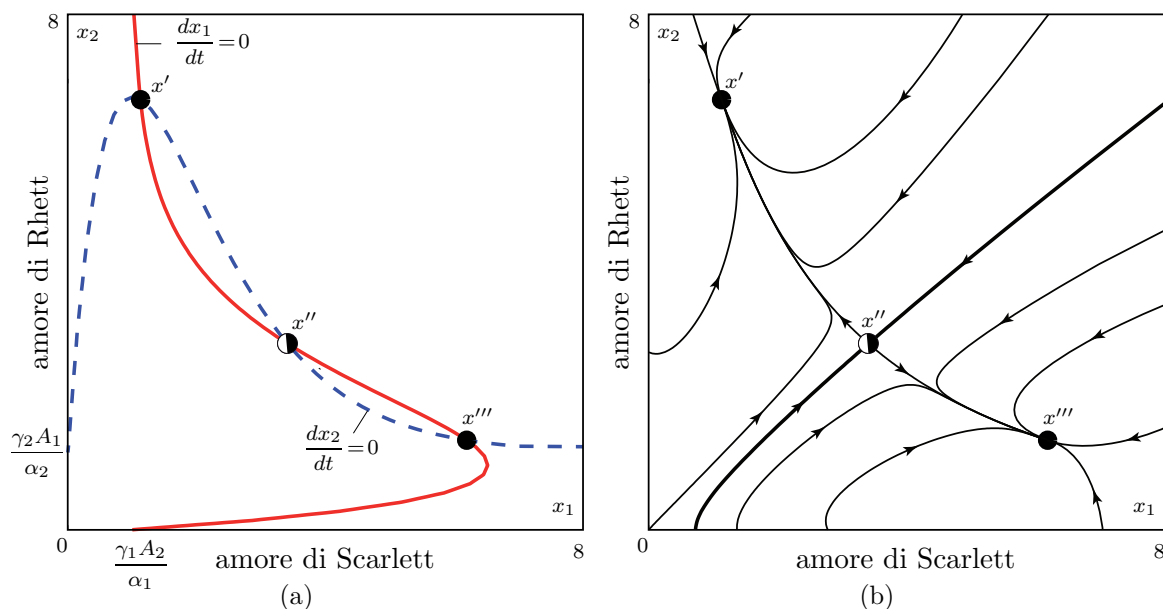 8
x₂
dx₁/dt = 0
x′
x″
x‴
dx₂/dt = 0
amore di Rhett
γ₂A₁/α₂
x₁
0
γ₁A₂/α₁
amore di Scarlett
8
(a)
8
x₂
x′
x″
x‴
amore di Rhett
x₁
0
amore di Scarlett
8
(b)